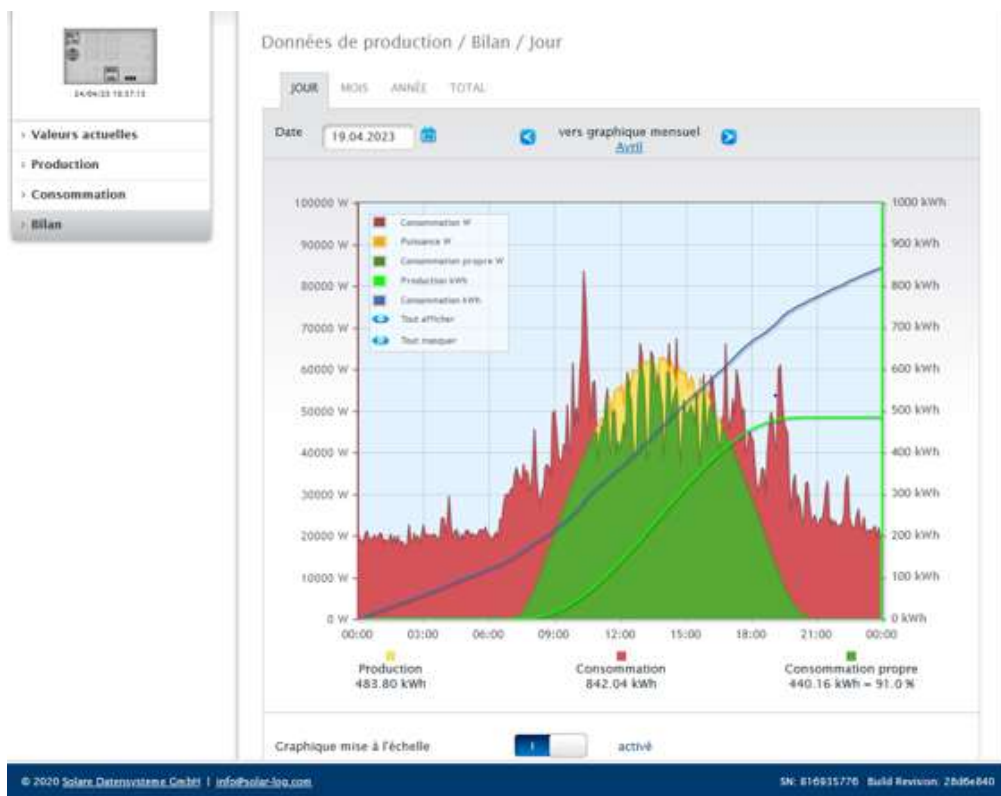 Données de production / Bilan / Jour
JOUR MOIS ANNÉE TOTAL
Valeurs actuelles
Production
Consommation
Bilan
Date 19.04.2023 vers graphique mensuel
Avril
100000 W
90000 W
80000 W
70000 W
60000 W
50000 W
40000 W
30000 W
20000 W
10000 W
0 W
Consommation W
Puissance W
Consommation propre W
Production kWh
Consommation kWh
Tout afficher
Tout masquer
1000 kWh
900 kWh
800 kWh
700 kWh
600 kWh
500 kWh
400 kWh
300 kWh
200 kWh
100 kWh
0 kWh
00:00 03:00 06:00 09:00 12:00 15:00 18:00 21:00 00:00
Production
483.80 kWh
Consommation
842.04 kWh
Consommation propre
440.16 kWh = 91.0 %
Graphique mise à l'échelle I activé
© 2020 Solare Datensysteme GmbH | info@solar-log.com SN: 816935776 Build Revision: 28d6e840